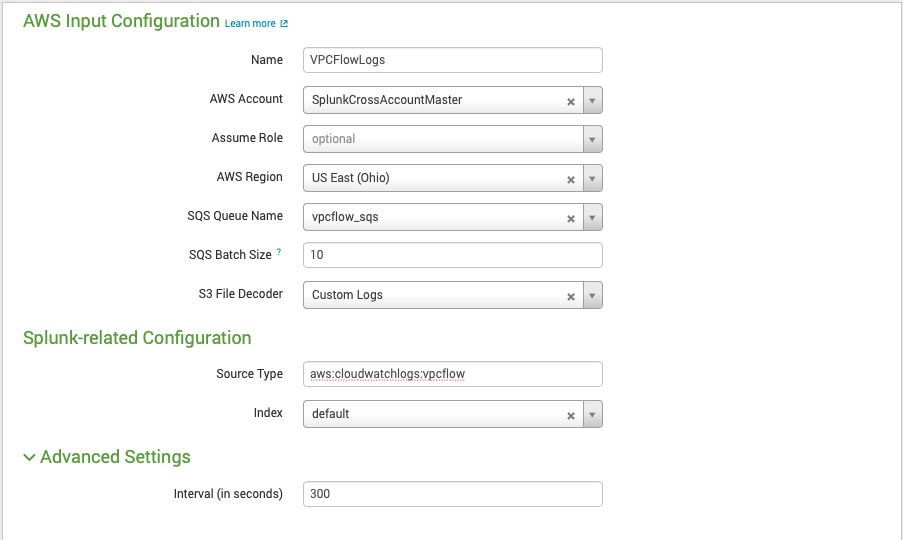 AWS Input Configuration Learn more
Name VPCFlowLogs
AWS Account SplunkCrossAccountMaster
Assume Role optional
AWS Region US East (Ohio)
SQS Queue Name vpcflow_sqs
SQS Batch Size ? 10
S3 File Decoder Custom Logs
Splunk-related Configuration
Source Type aws:cloudwatchlogs:vpcflow
Index default
Advanced Settings
Interval (in seconds) 300